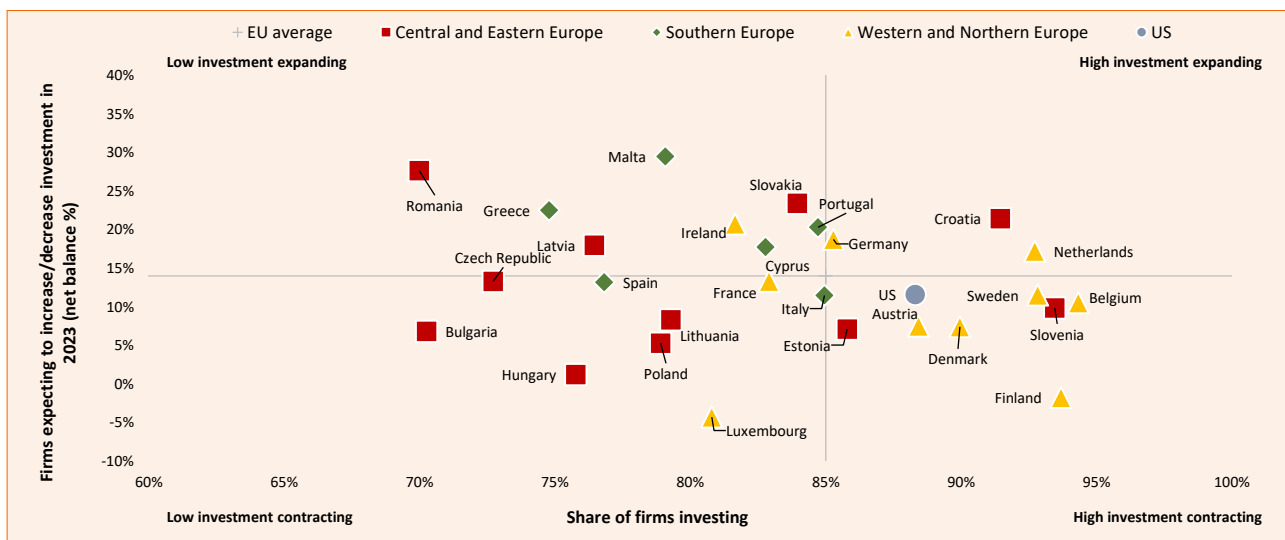 EU average Central and Eastern Europe Southern Europe Western and Northern Europe US
Low investment expanding High investment expanding
Firms expecting to increase/decrease investment in
2023 (net balance %)
40%
35%
30%
25%
20%
15%
10%
5%
0%
-5%
-10%
Malta
Slovakia
Romania
Greece
Portugal
Croatia
Ireland
Latvia
Germany
Netherlands
Czech Republic
Cyprus
Spain
France
Italy
US
Sweden
Belgium
Austria
Bulgaria
Lithuania
Estonia
Slovenia
Denmark
Hungary
Poland
Finland
Luxembourg
60% 70% 75% 80% 85% 90% 95% 100%
Low investment contracting Share of firms investing High investment contracting